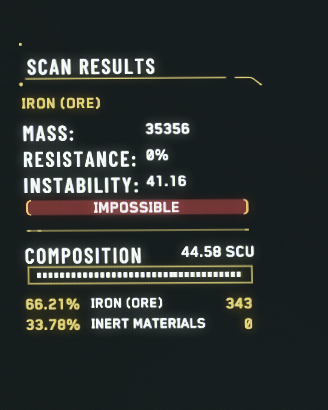 SCAN RESULTS
IRON (ORE)
MASS: 35356
RESISTANCE: 0%
INSTABILITY: 41.16
IMPOSSIBLE
COMPOSITION 44.58 SCU
66.21% IRON (ORE) 343
33.78% INERT MATERIALS 0